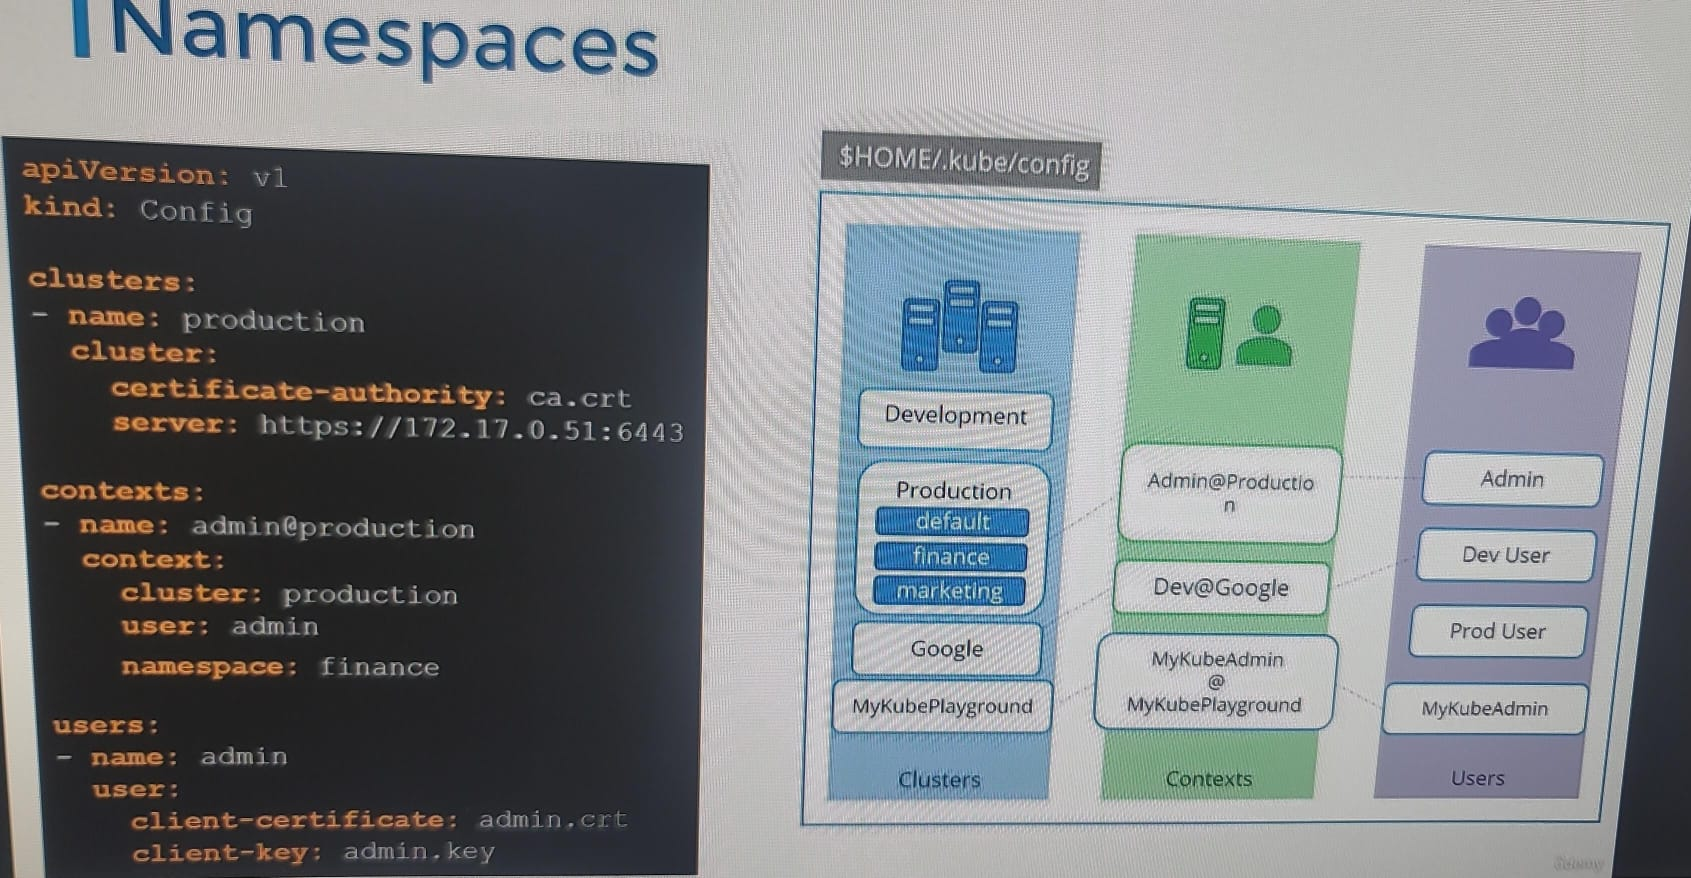 Namespaces
apiVersion: v1
kind: Config
clusters:
- name: production
cluster:
certificate-authority: ca.crt
server: https://172.17.0.51:6443
contexts:
- name: admin@production
context:
cluster: production
user: admin
namespace: finance
users:
- name: admin
user:
client-certificate: admin.crt
client-key: admin.key
$HOME/.kube/config
Development
Production
default
finance
marketing
Google
MyKubePlayground
Clusters
Admin@Productio
n
Dev@Google
MyKubeAdmin
@
MyKubePlayground
Contexts
Admin
Dev User
Prod User
MyKubeAdmin
Users
ûdemy